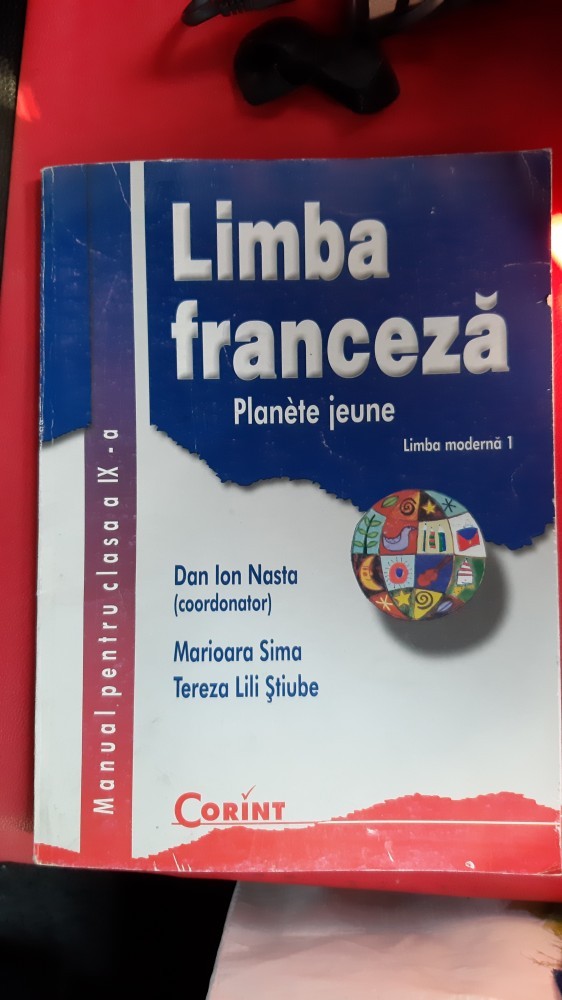 Limba
franceză
Planète jeune
Limba modernă 1
Manual pentru clasa a IX - a
Dan Ion Nasta
(coordonator)
Marioara Sima
Tereza Lili Știube
CORINT